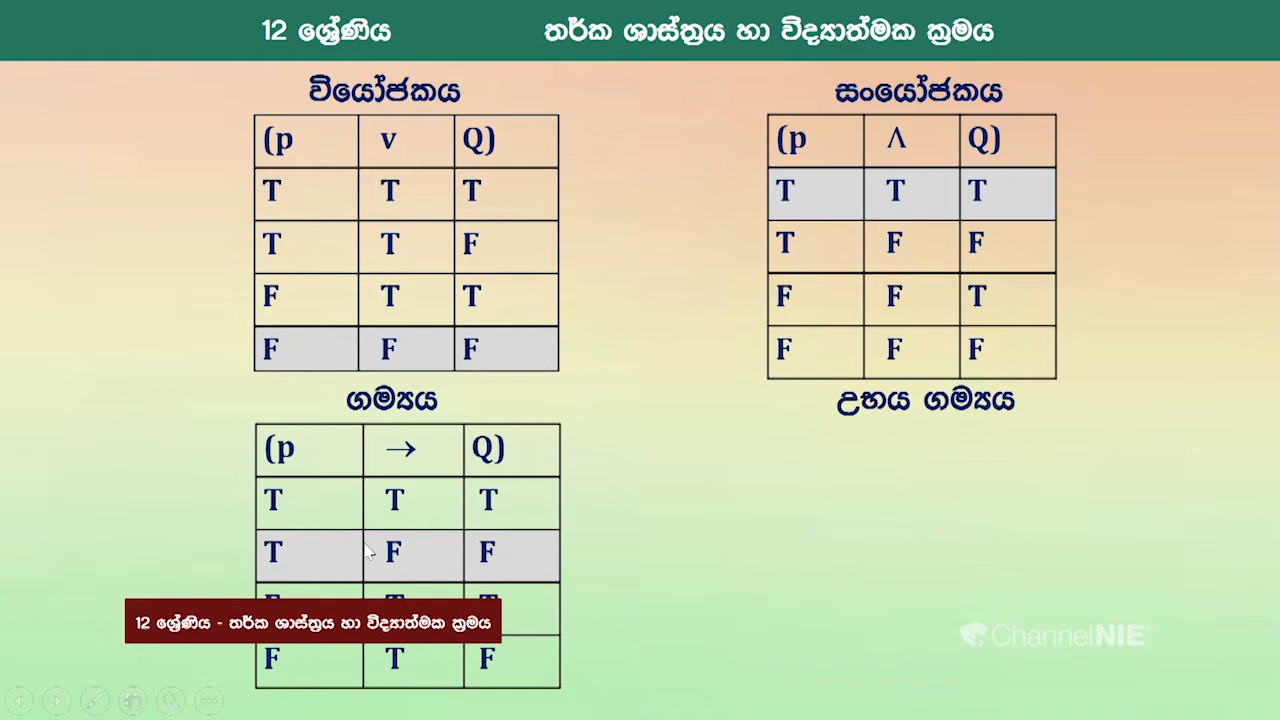 12 ශ්‍රේණිය තර්ක ශාස්ත්‍රය හා විද්‍යාත්මක ක්‍රමය
වියෝජකය
(p v Q)
T T T
T T F
F T T
F F F
සංයෝජකය
(p Λ Q)
T T T
T F F
F F T
F F F
ගම්‍යය
(p → Q)
T T T
T F F
12 ශ්‍රේණිය - තර්ක ශාස්ත්‍රය හා විද්‍යාත්මක ක්‍රමය
F T F
උභය ගම්‍යය
ChannelNIE